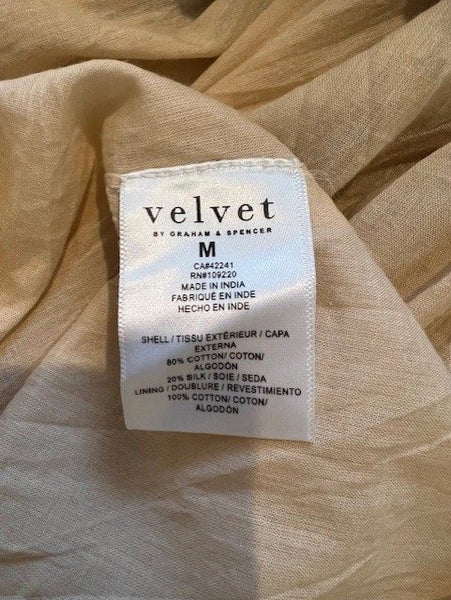 velvet
BY GRAHAM & SPENCER
M
CA#42241
RN#109220
MADE IN INDIA
FABRIQUÉ EN INDE
HECHO EN INDE
SHELL / TISSU EXTÉRIEUR / CAPA
EXTERNA
80% COTTON/ COTON/
ALGODÓN
20% SILK / SOIE / SEDA
LINING / DOUBLURE / REVESTIMIENTO
100% COTTON/ COTON/
ALGODÓN